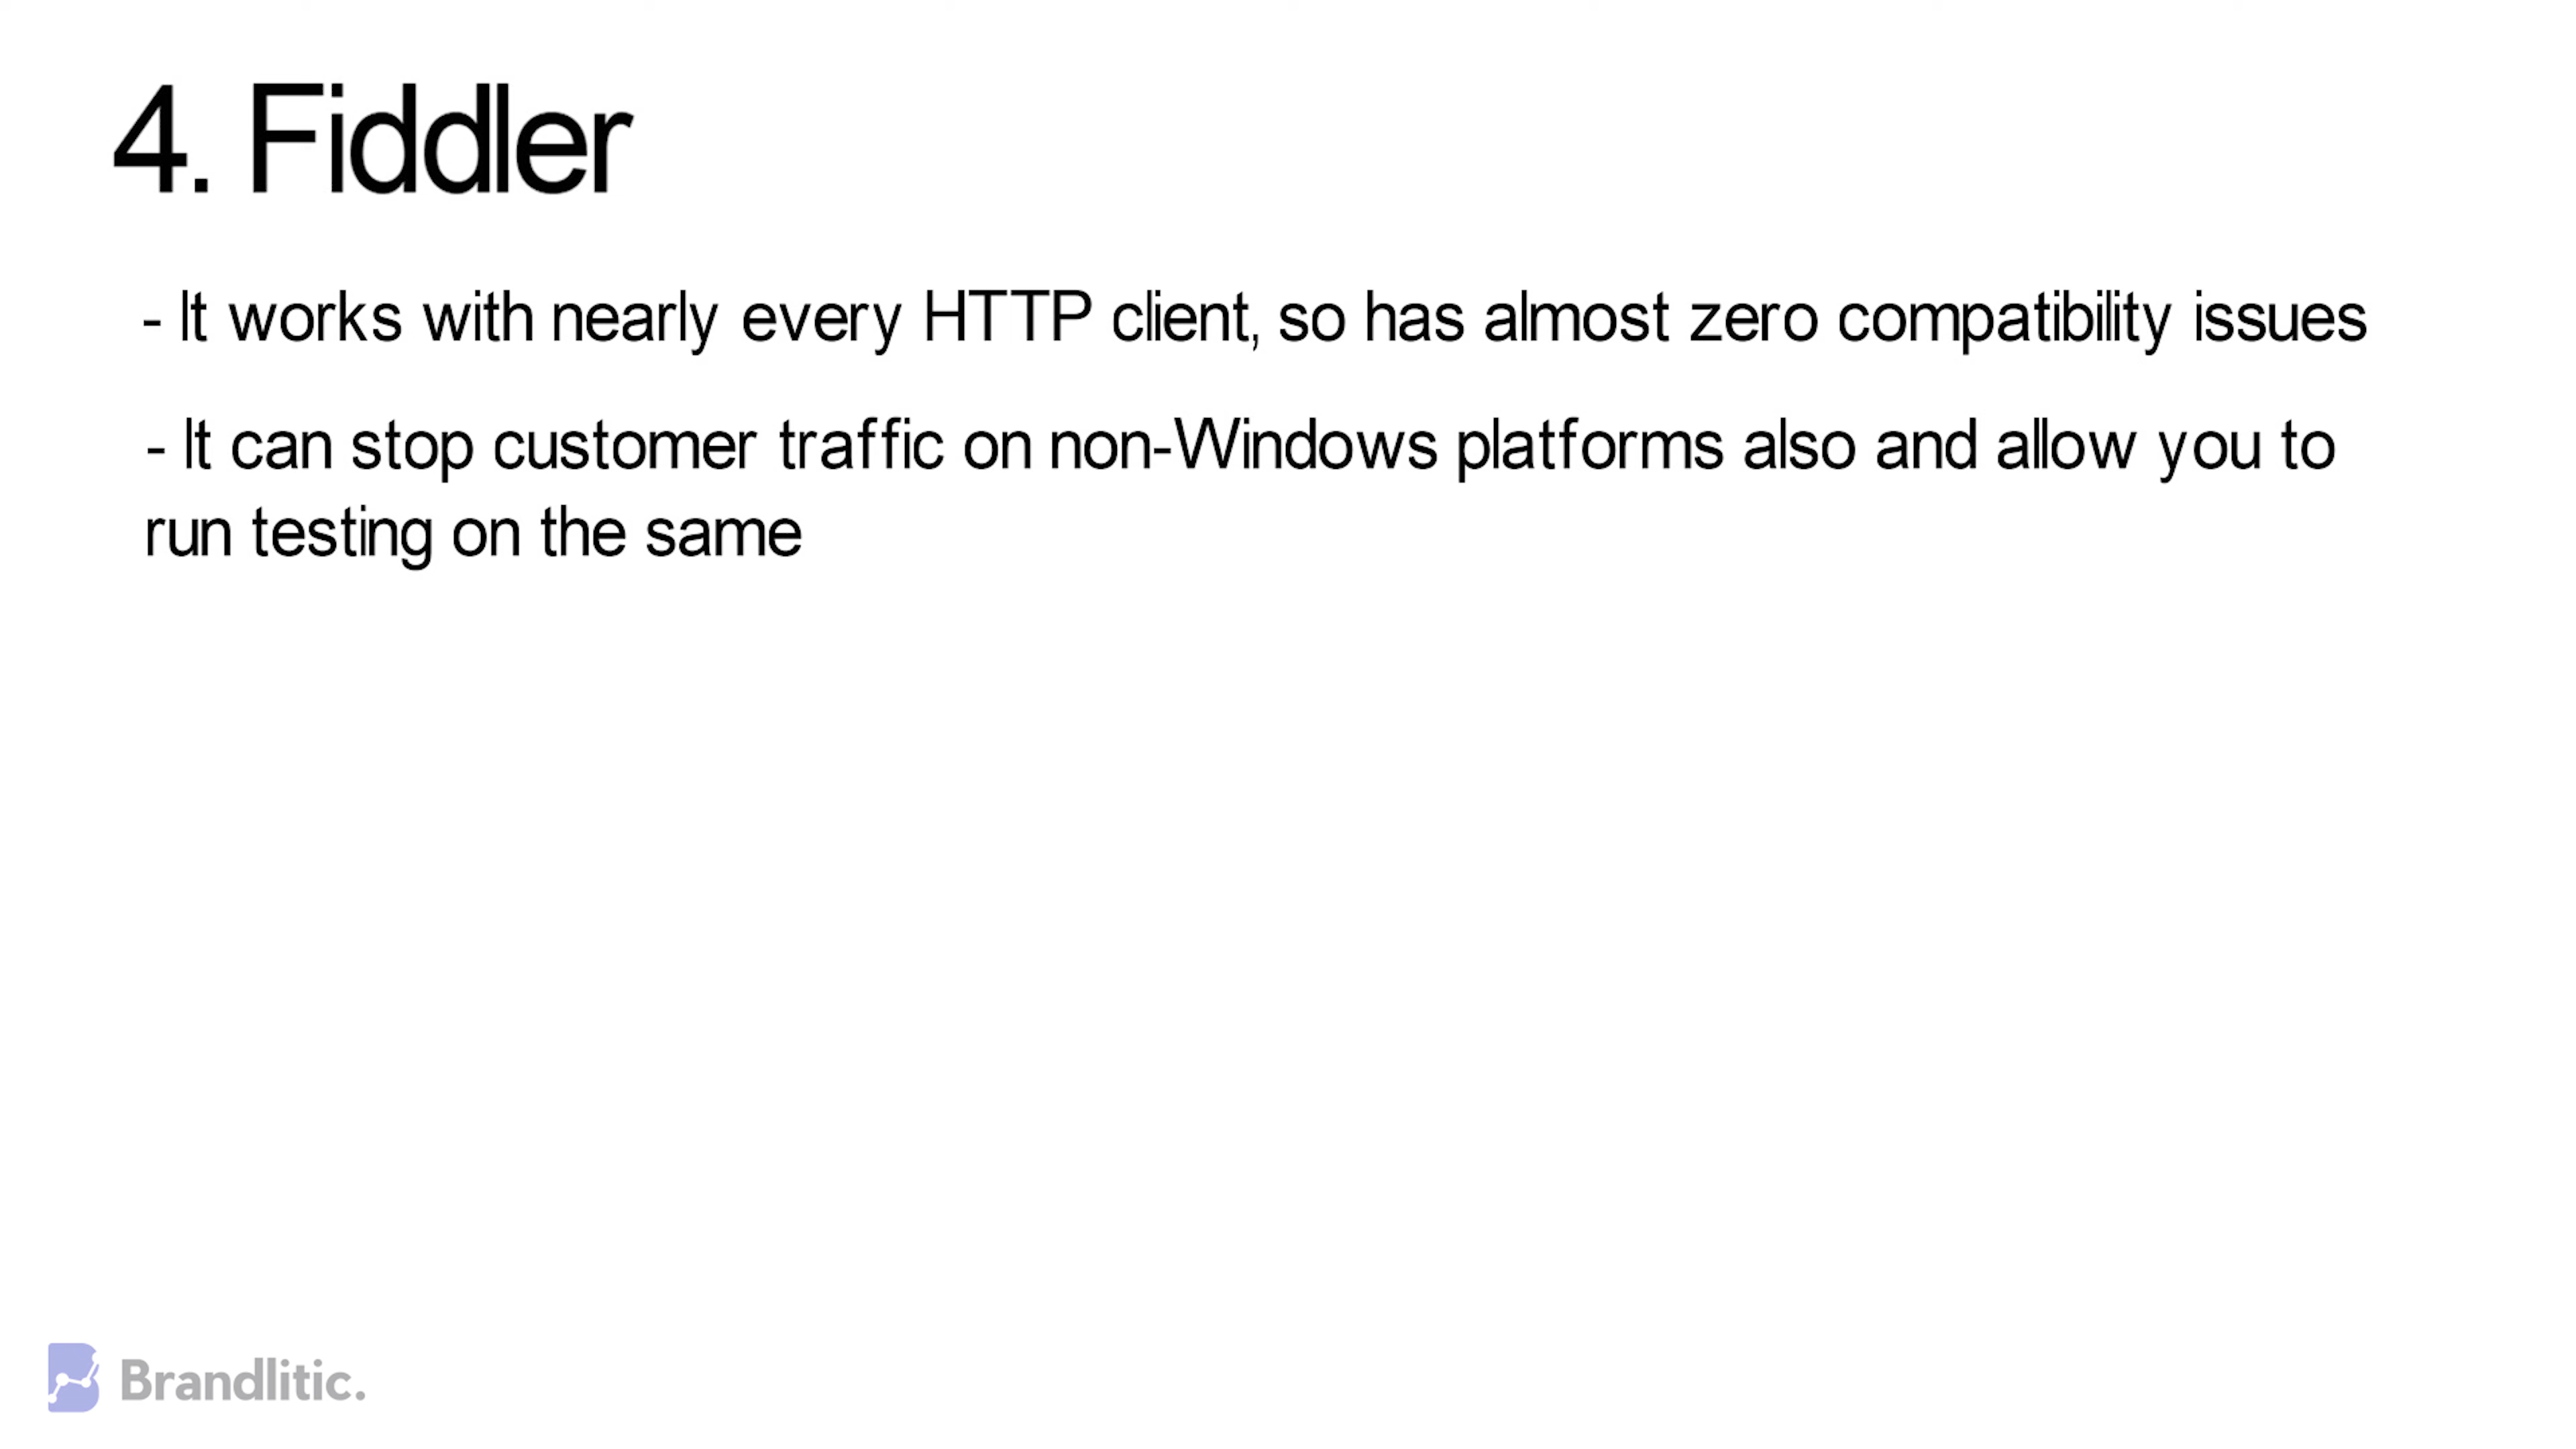 4. Fiddler
- It works with nearly every HTTP client, so has almost zero compatibility issues
- It can stop customer traffic on non-Windows platforms also and allow you to
run testing on the same
Brandlitic.